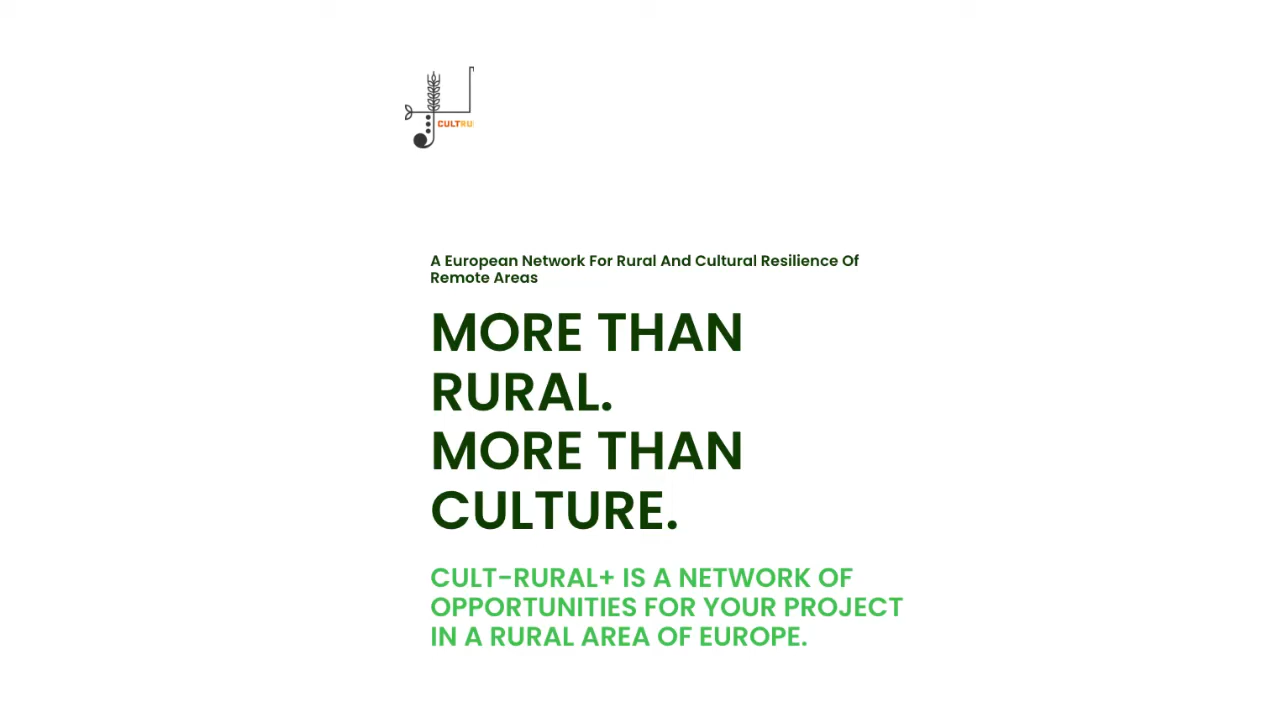 CULTRU
A European Network For Rural And Cultural Resilience Of
Remote Areas
MORE THAN
RURAL.
MORE THAN
CULTURE.
CULT-RURAL+ IS A NETWORK OF
OPPORTUNITIES FOR YOUR PROJECT
IN A RURAL AREA OF EUROPE.